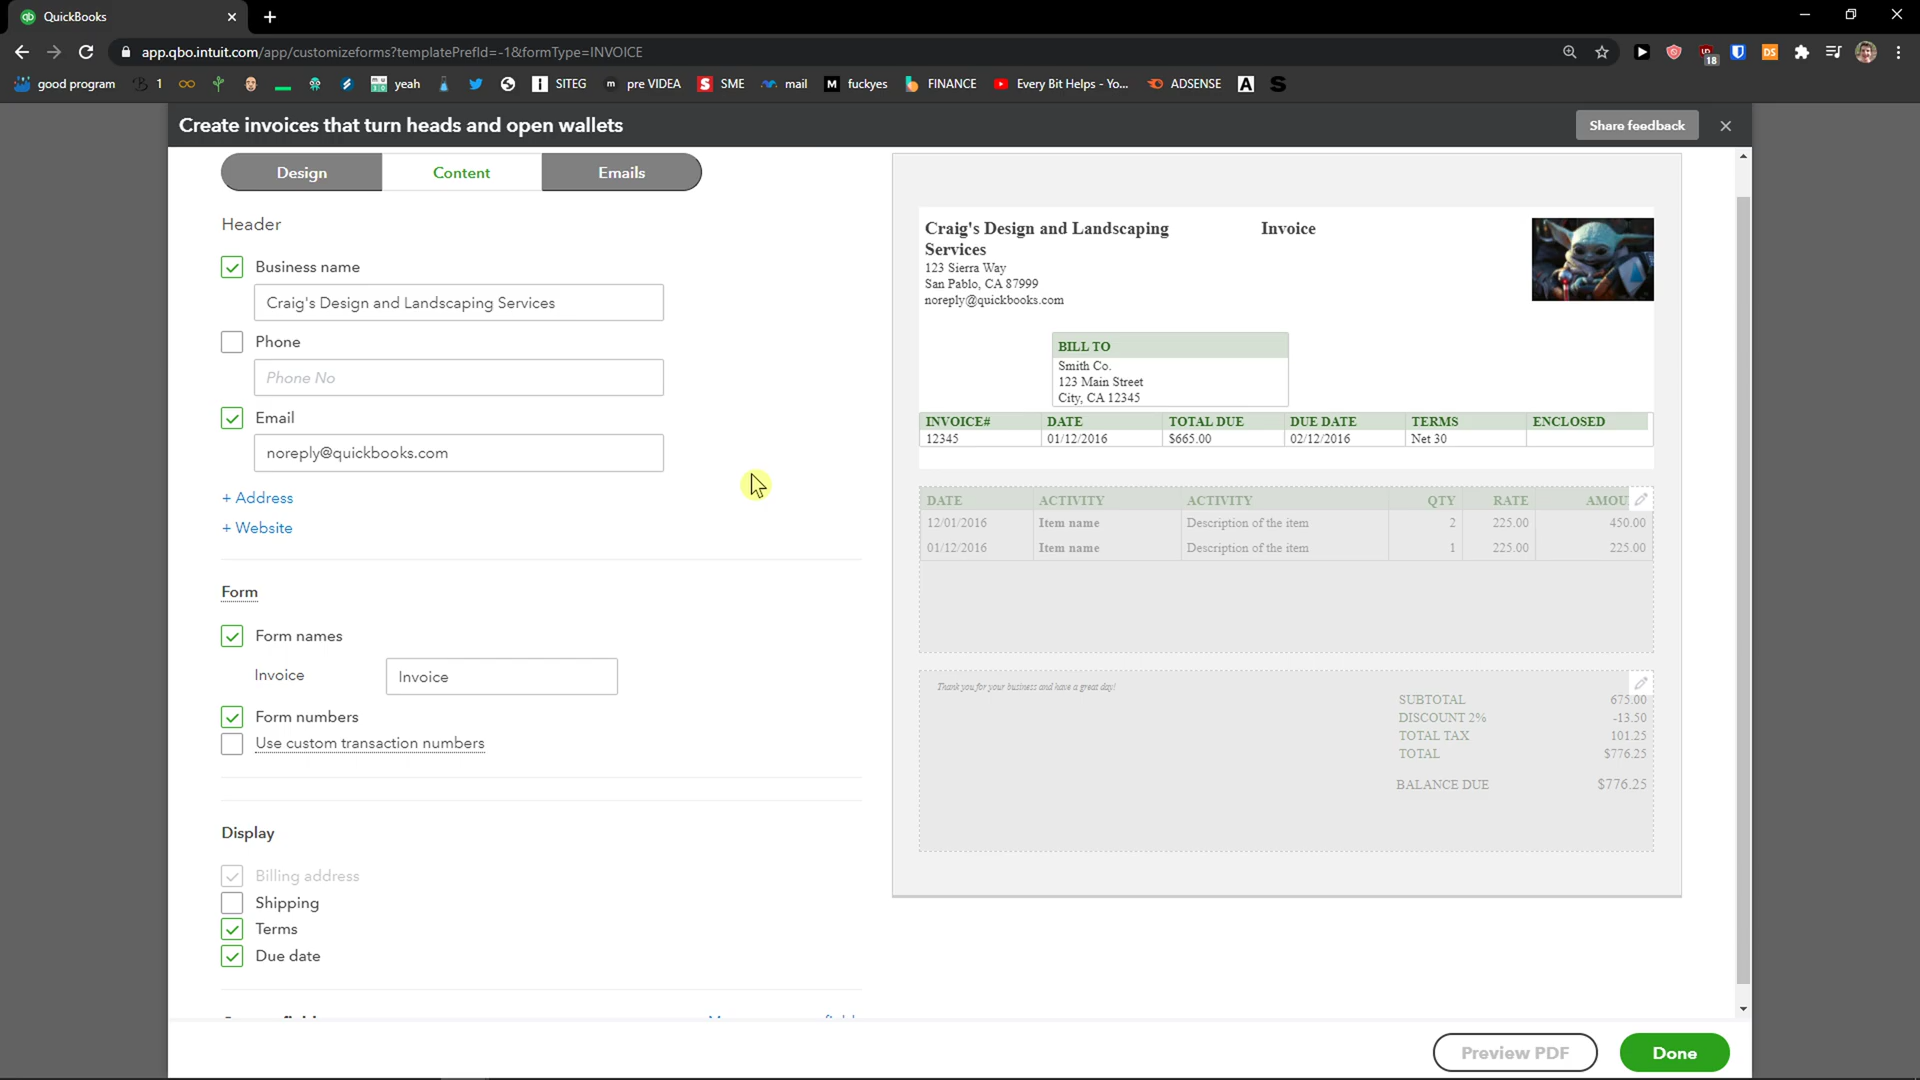 QuickBooks
app.qbo.intuit.com/app/customizeforms?templatePrefId=-1&formType=INVOICE
18
DS
good program
1
yeah
SITEG
pre VIDEA
SME
mail
fuckyes
FINANCE
Every Bit Helps - Yo...
ADSENSE
Create invoices that turn heads and open wallets
Share feedback
Design
Content
Emails
Header
Business name
Craig's Design and Landscaping Services
Phone
Phone No
Email
noreply@quickbooks.com
+ Address
+ Website
Form
Form names
Invoice
Invoice
Form numbers
Use custom transaction numbers
Display
Billing address
Shipping
Terms
Due date
Craig's Design and Landscaping
Services
123 Sierra Way
San Pablo, CA 87999
noreply@quickbooks.com
Invoice
BILL TO
Smith Co.
123 Main Street
City, CA 12345
INVOICE# DATE TOTAL DUE DUE DATE TERMS ENCLOSED
12345 01/12/2016 $665.00 02/12/2016 Net 30
DATE ACTIVITY ACTIVITY QTY RATE AMOU
12/01/2016 Item name Description of the item 2 225.00 450.00
01/12/2016 Item name Description of the item 1 225.00 225.00
Thank you for your business and have a great day!
SUBTOTAL 675.00
DISCOUNT 2% -13.50
TOTAL TAX 101.25
TOTAL $776.25
BALANCE DUE $776.25
Preview PDF
Done